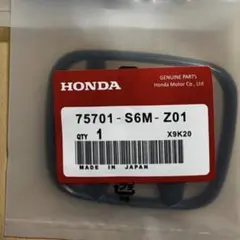 HONDA
GENUINE PARTS
Honda Motor Co., Ltd
75701-S6M-Z01
QTY 1 X9K20
MADE IN JAPAN